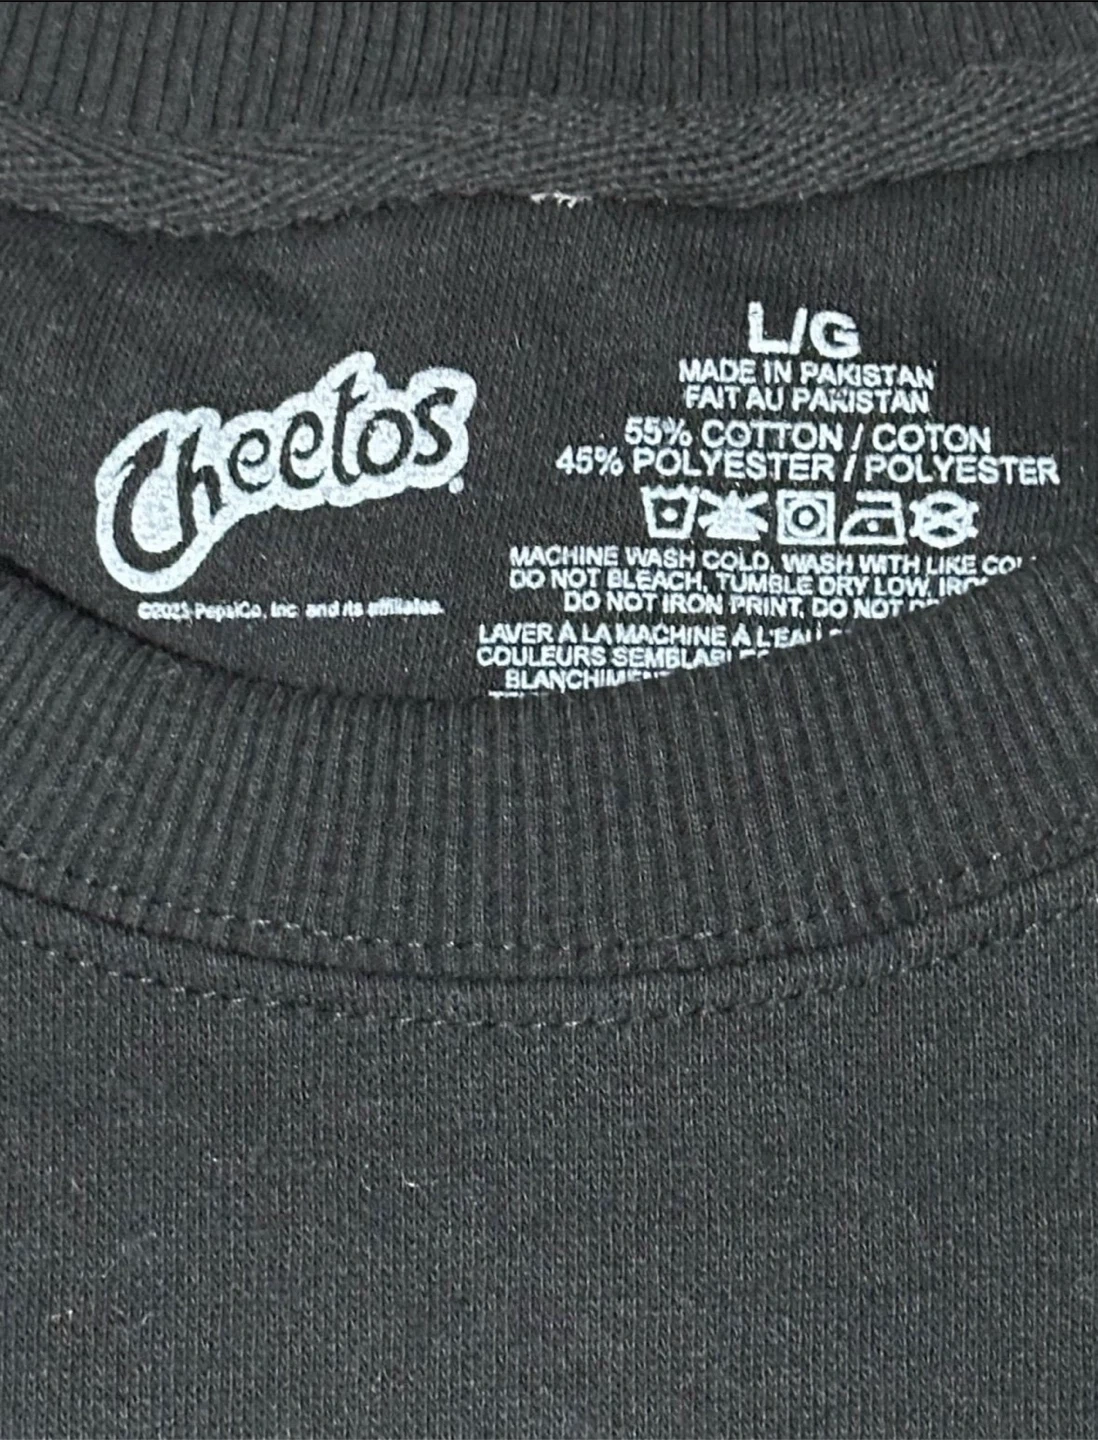 Cheetos
PepsiCo, Inc. and its affiliates.
L/G
MADE IN PAKISTAN
FAIT AU PAKISTAN
55% COTTON / COTON
45% POLYESTER / POLYESTER
MACHINE WASH COLD, WASH WITH LIKE
DO NOT BLEACH, TUMBLE DRY LOW,
DO NOT IRON PRINT, DO NOT
LAVER À LA MACHINE À L'EAU
COULEURS